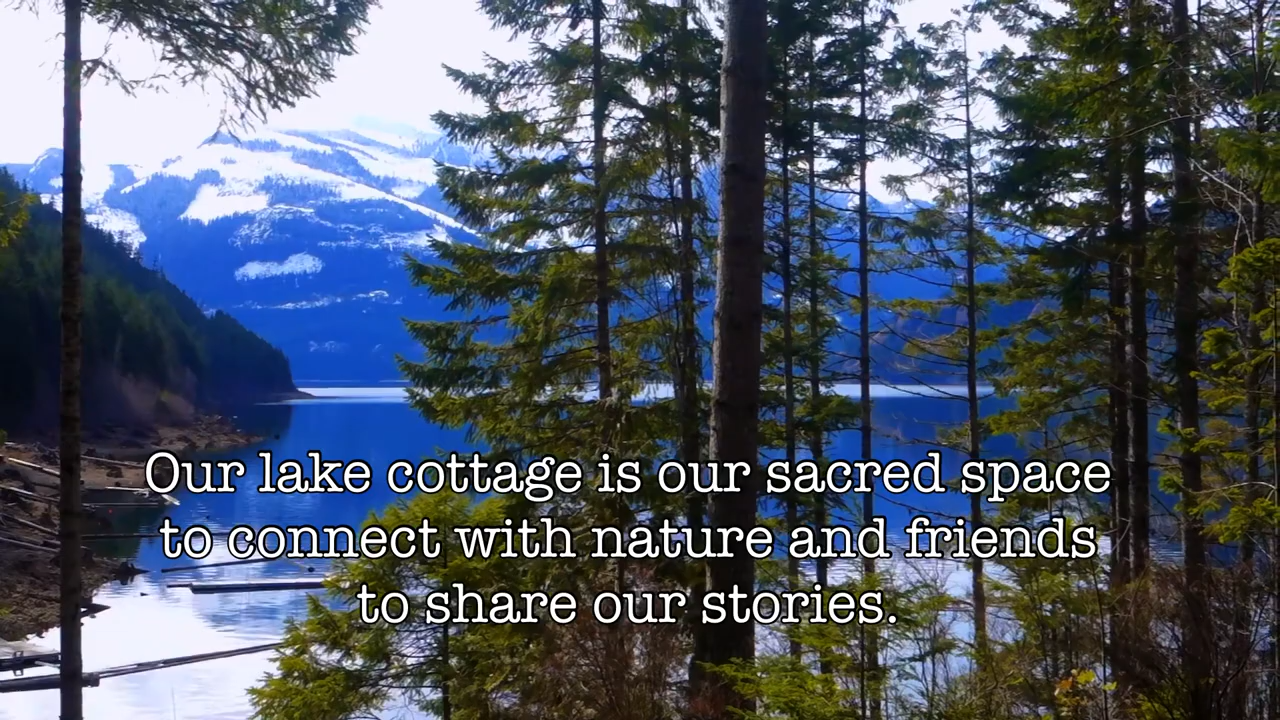 Our lake cottage is our sacred space
to connect with nature and friends
to share our stories.